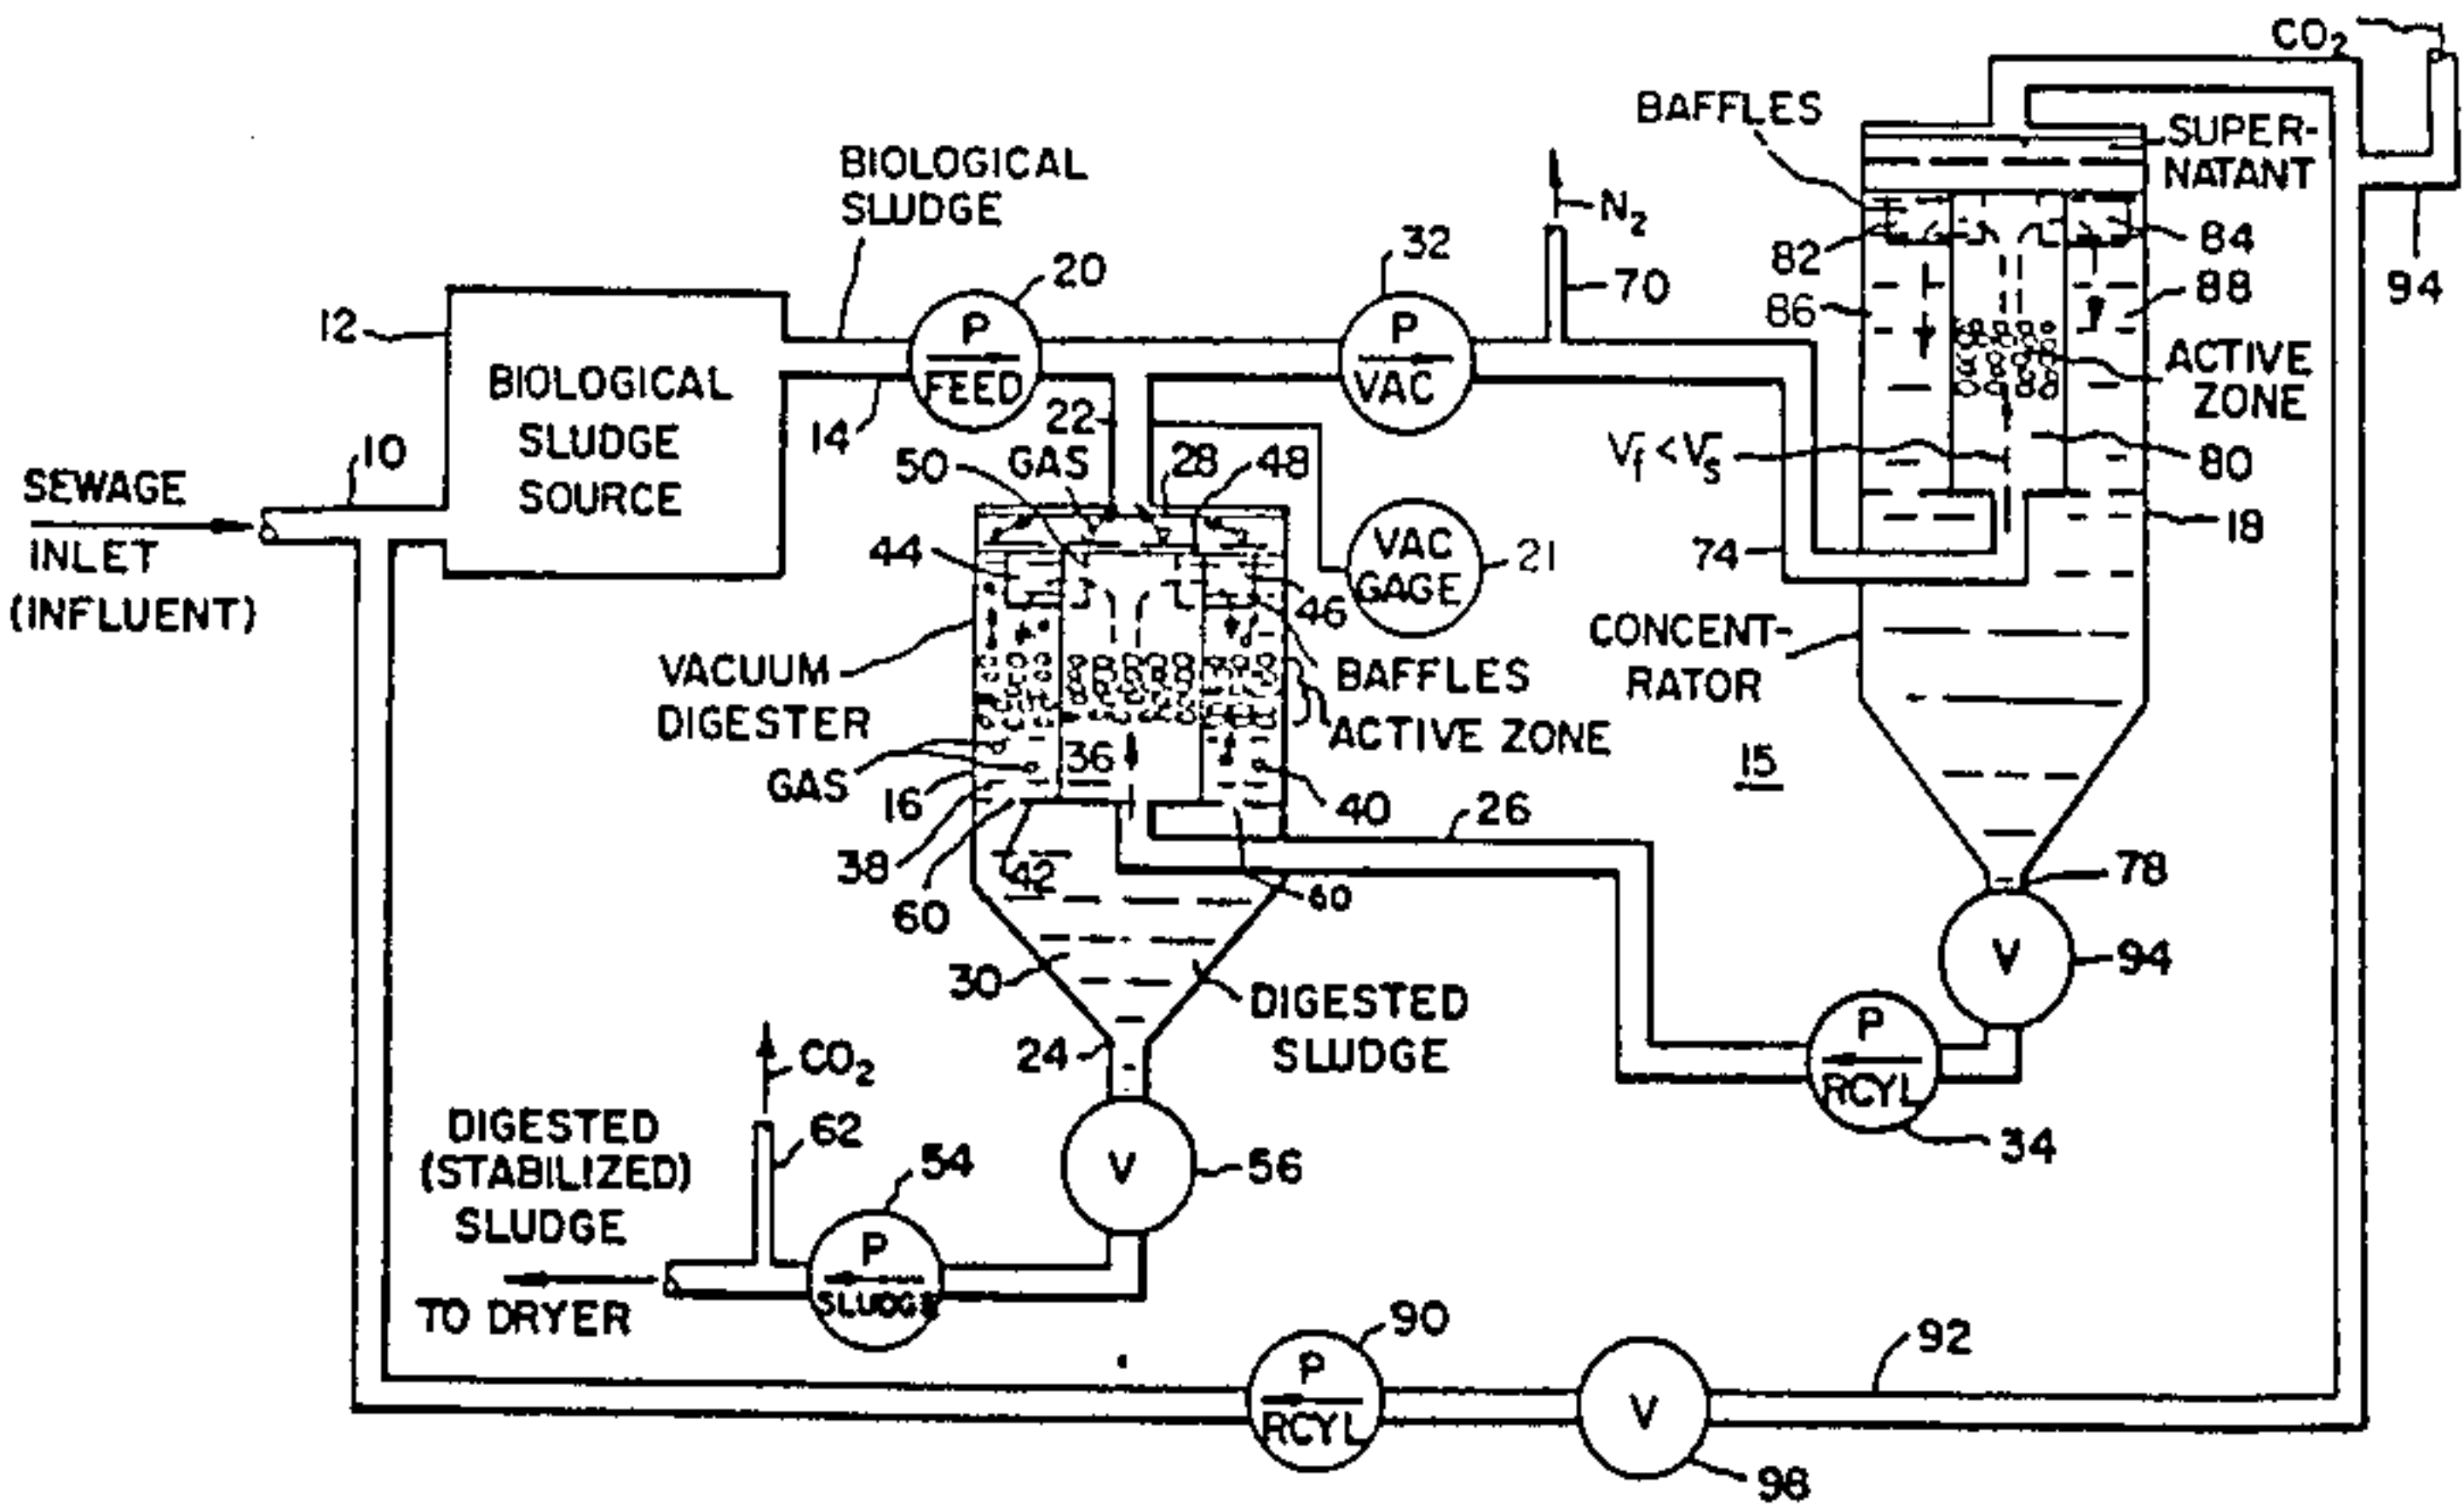 CO₂
BAFFLES
SUPER-
NATANT
BIOLOGICAL
SLUDGE
N₂
32
20
70
82
84
94
12
86
88
P
FEED
P
VAC
BIOLOGICAL
SLUDGE
SOURCE
14
22
ACTIVE
ZONE
10
50
GAS
28
48
Vf < Vs
80
SEWAGE
INLET
(INFLUENT)
44
VAC
GAGE
21
74
18
46
CONCENT-
RATOR
VACUUM
DIGESTER
BAFFLES
ACTIVE ZONE
GAS
36
15
16
40
26
38
42
60
60
78
V
94
30
DIGESTED
SLUDGE
24
P
RCYL
34
CO₂
62
DIGESTED
(STABILIZED)
SLUDGE
54
V
56
P
SLUDGE
TO DRYER
90
P
RCYL
92
V
98
94